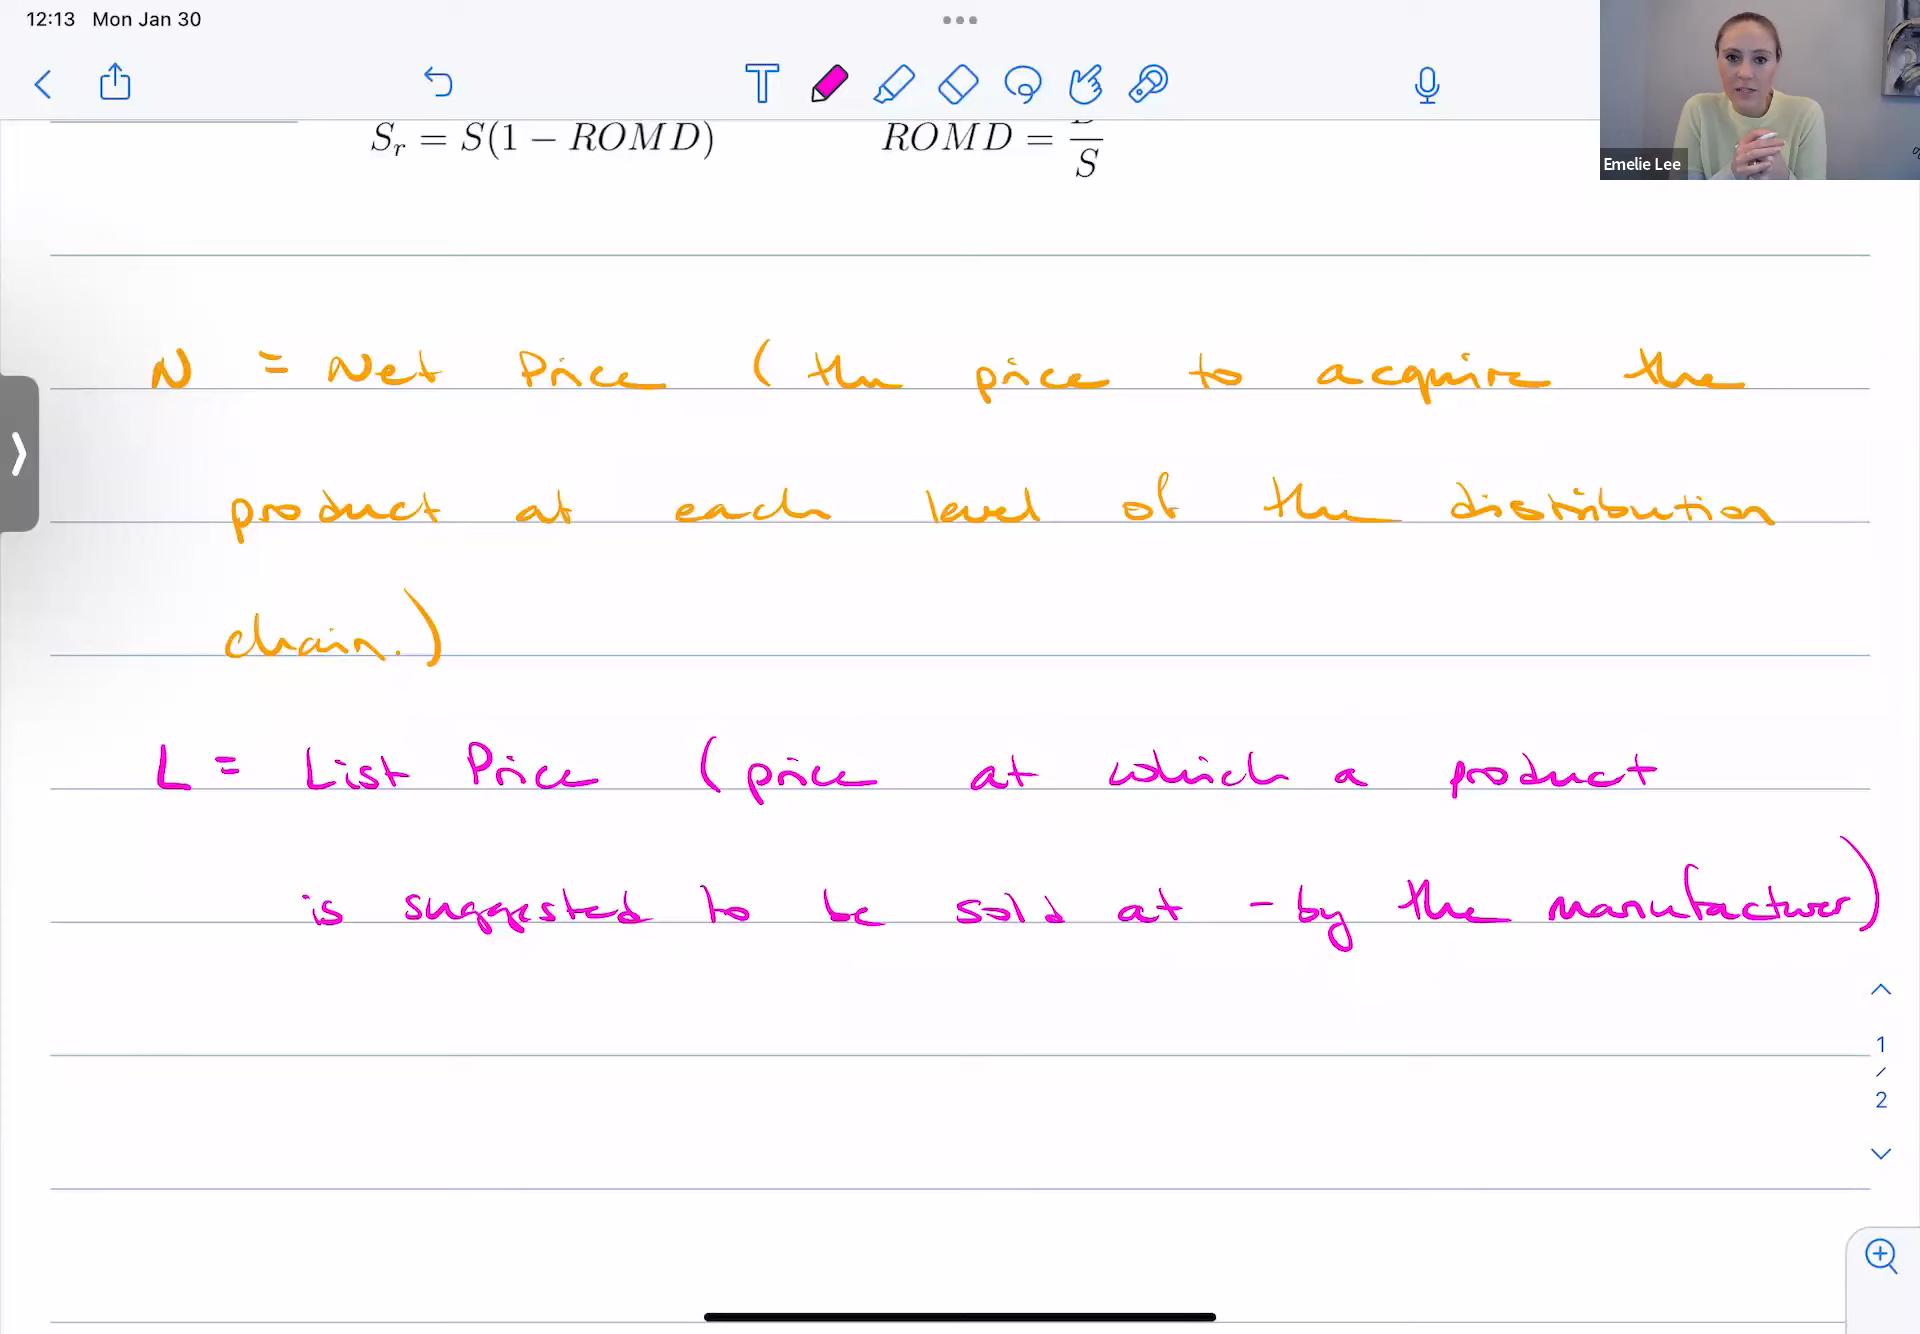 12:13 Mon Jan 30
S_r = S(1 − ROMD) ROMD = D/S
Emelie Lee
N = Net Price (the price to acquire the
product at each level of the distribution
chain.)
L = List Price (price at which a product
is suggested to be sold at - by the manufacturer)
1
/
2